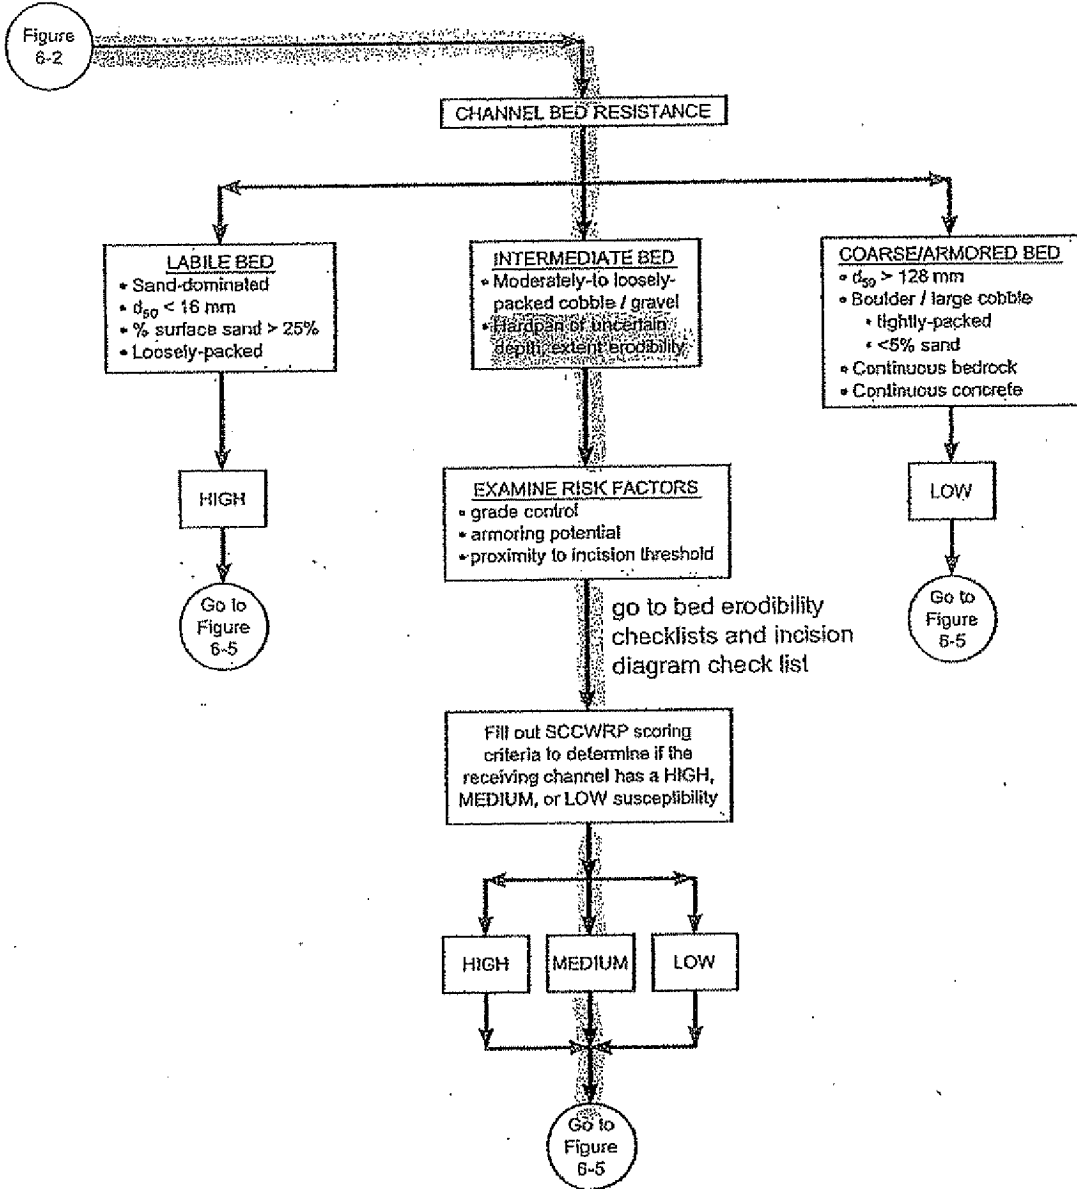 Figure
6-2
CHANNEL BED RESISTANCE
LABILE BED
• Sand-dominated
• d50 < 16 mm
• % surface sand > 25%
• Loosely-packed
INTERMEDIATE BED
• Moderately-to loosely-
packed cobble / gravel
• Hardpan of uncertain
depth, extent erodibility
COARSE/ARMORED BED
• d50 > 128 mm
• Boulder / large cobble
• tightly-packed
• <5% sand
• Continuous bedrock
• Continuous concrete
HIGH
EXAMINE RISK FACTORS
• grade control
• armoring potential
• proximity to incision threshold
LOW
Go to
Figure
6-5
go to bed erodibility
checklists and incision
diagram check list
Go to
Figure
6-5
Fill out SCCWRP scoring
criteria to determine if the
receiving channel has a HIGH,
MEDIUM, or LOW susceptibility
HIGH
MEDIUM
LOW
Go to
Figure
6-5